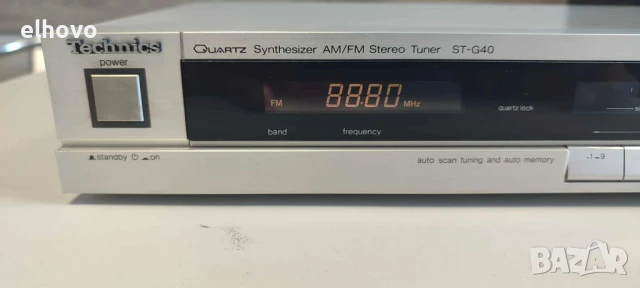 elhovo
Technics
QUARTZ Synthesizer AM/FM Stereo Tuner ST-G40
power
FM 88.80 MHz
quartz lock
band frequency
standby on
auto scan tuning and auto memory
1-9
BAZAR